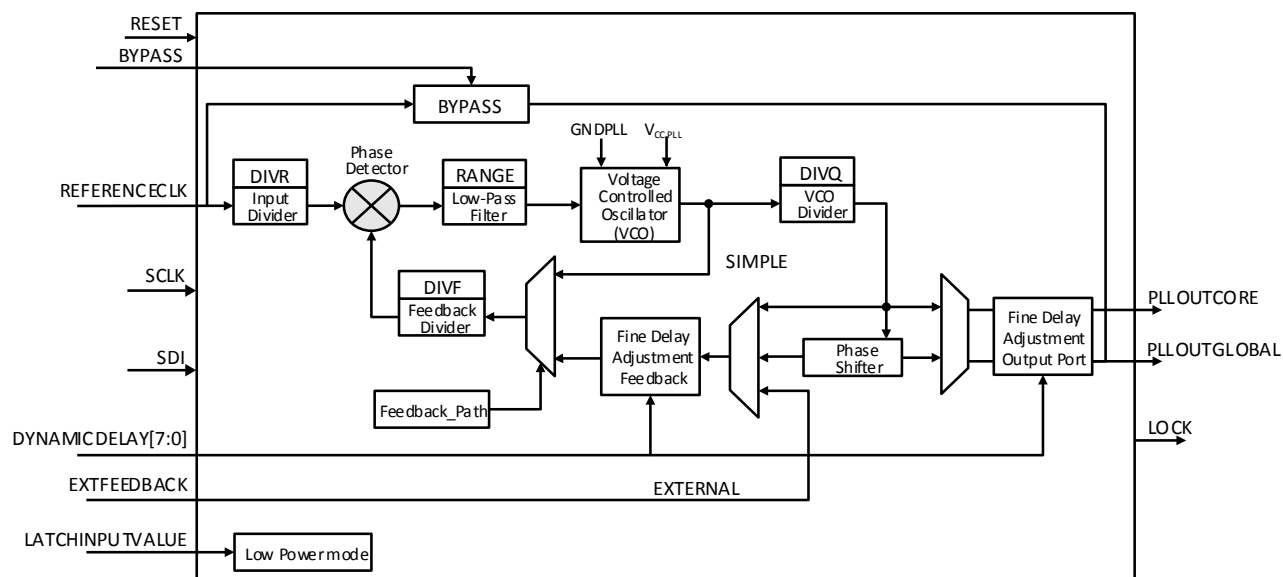 RESET
BYPASS
BYPASS
GNDPLL
VCCPLL
Phase
Detector
DIVR
Input
Divider
RANGE
Low-Pass
Filter
Voltage
Controlled
Oscillator
(VCO)
DIVQ
VCO
Divider
REFERENCECLK
SIMPLE
SCLK
DIVF
Feedback
Divider
Fine Delay
Adjustment
Feedback
Phase
Shifter
Fine Delay
Adjustment
Output Port
PLLOUTCORE
PLLOUTGLOBAL
SDI
Feedback_Path
DYNAMICDELAY[7:0]
LOCK
EXTFEEDBACK
EXTERNAL
LATCHINPUTVALUE
Low Power mode